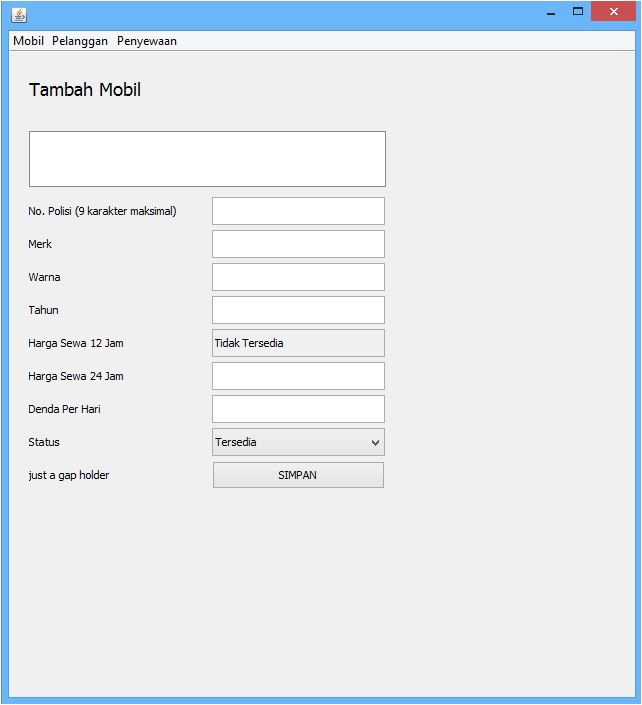 Mobil Pelanggan Penyewaan
Tambah Mobil
No. Polisi (9 karakter maksimal)
Merk
Warna
Tahun
Harga Sewa 12 Jam Tidak Tersedia
Harga Sewa 24 Jam
Denda Per Hari
Status Tersedia
just a gap holder SIMPAN